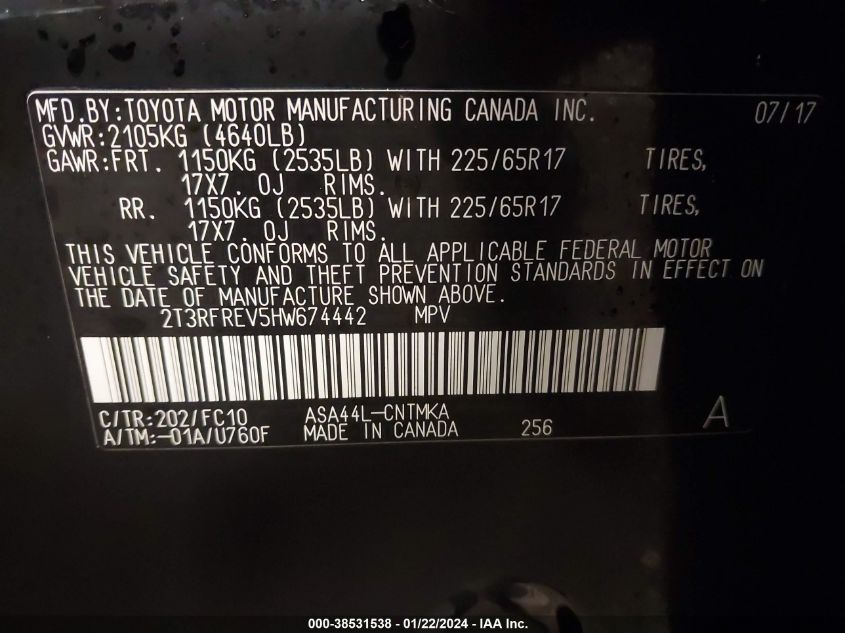 MFD.BY:TOYOTA MOTOR MANUFACTURING CANADA INC. 07/17
GVWR:2105KG (4640LB)
GAWR:FRT. 1150KG (2535LB) WITH 225/65R17 TIRES,
17X7. OJ RIMS.
RR. 1150KG (2535LB) WITH 225/65R17 TIRES,
17X7. OJ RIMS.
THIS VEHICLE CONFORMS TO ALL APPLICABLE FEDERAL MOTOR
VEHICLE SAFETY AND THEFT PREVENTION STANDARDS IN EFFECT ON
THE DATE OF MANUFACTURE SHOWN ABOVE.
2T3RFREV5HW674442 MPV
C/TR:202/FC10 ASA44L-CNTMKA A
A/TM:-01A/U760F MADE IN CANADA 256
000-38531538 - 01/22/2024 - IAA Inc.